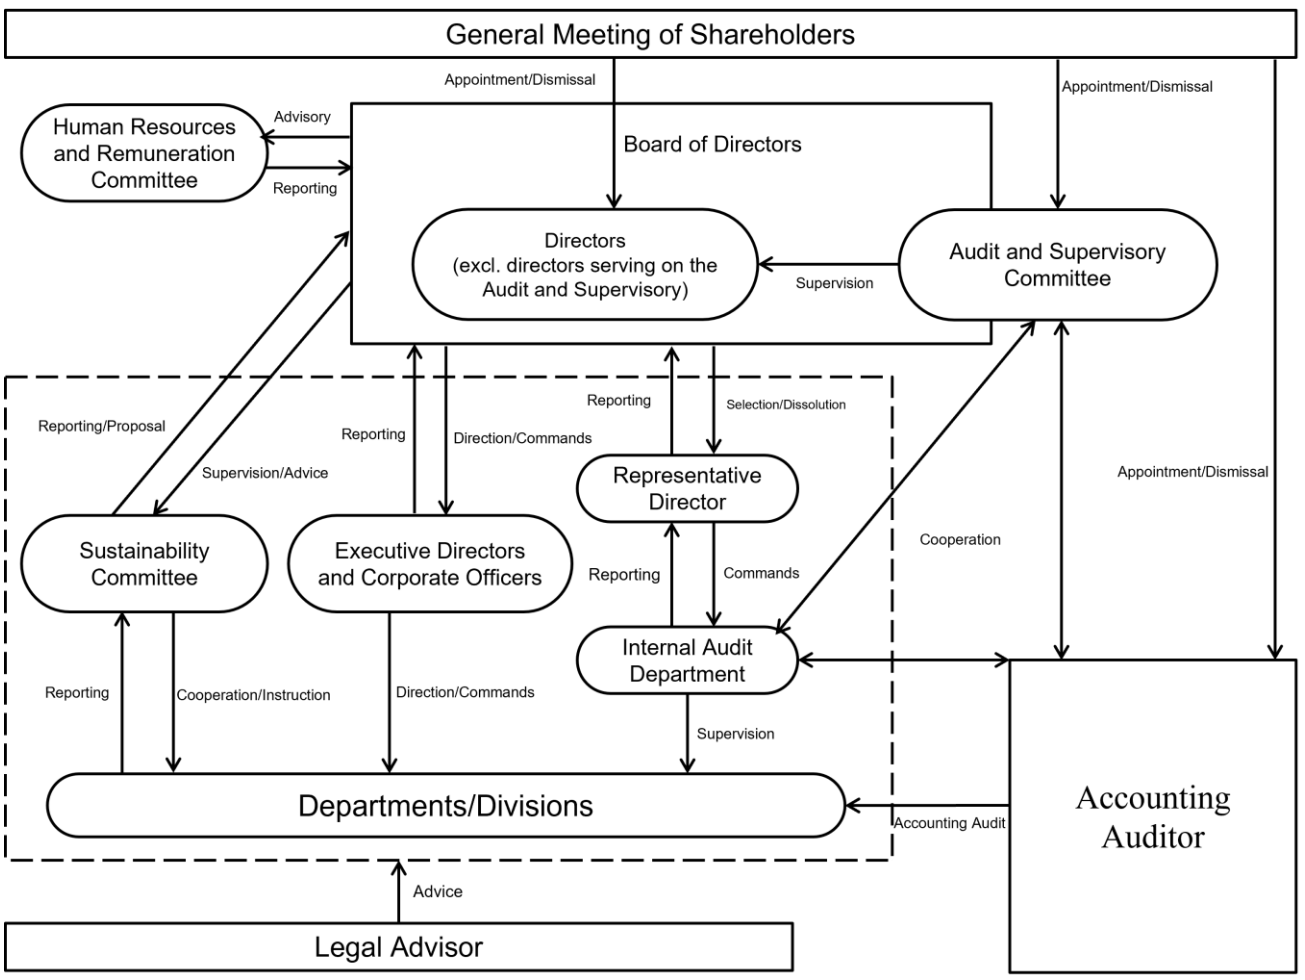 General Meeting of Shareholders
Appointment/Dismissal
Appointment/Dismissal
Human Resources
and Remuneration
Committee
Advisory
Reporting
Board of Directors
Directors
(excl. directors serving on the
Audit and Supervisory)
Supervision
Audit and Supervisory
Committee
Reporting/Proposal
Supervision/Advice
Reporting
Direction/Commands
Reporting
Selection/Dissolution
Representative
Director
Appointment/Dismissal
Cooperation
Sustainability
Committee
Executive Directors
and Corporate Officers
Reporting
Commands
Internal Audit
Department
Reporting
Cooperation/Instruction
Direction/Commands
Supervision
Departments/Divisions
Accounting Audit
Accounting
Auditor
Advice
Legal Advisor